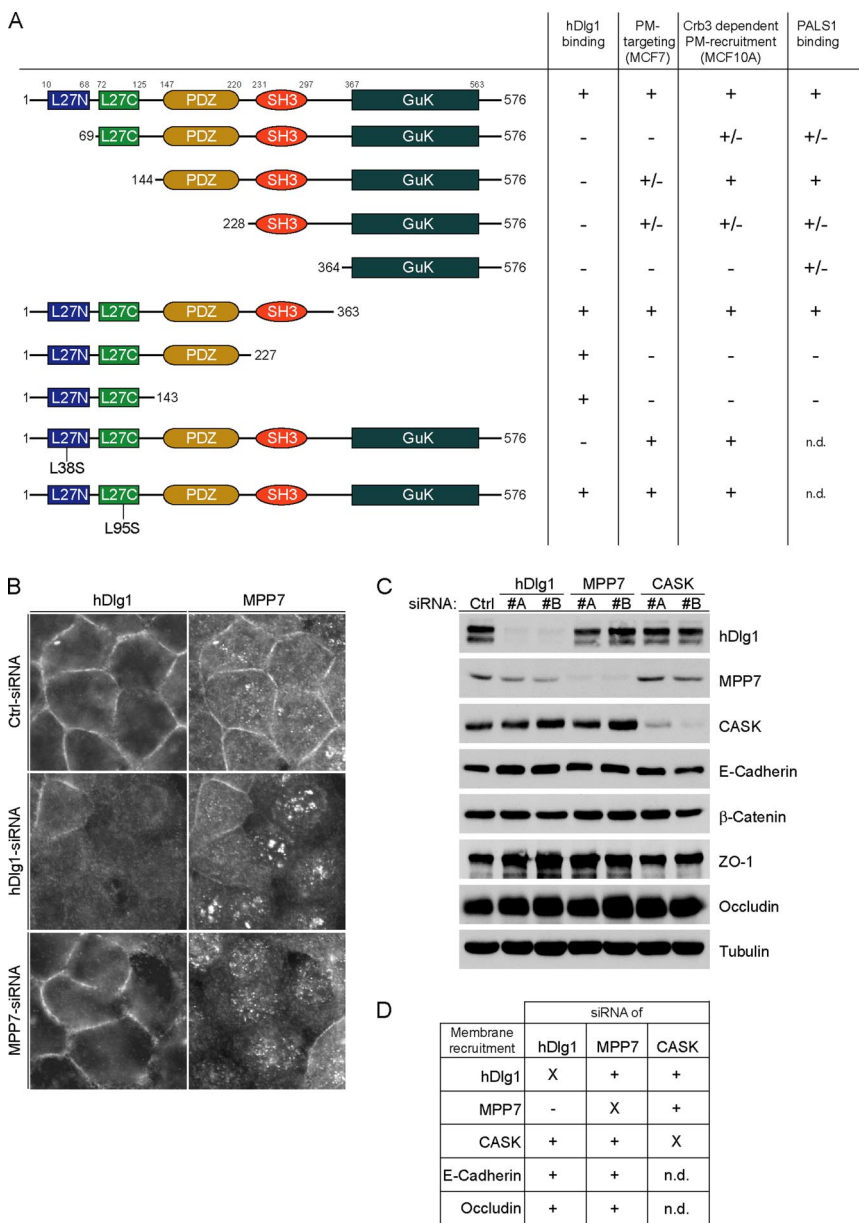 A
hDlg1 binding
PM-targeting (MCF7)
Crb3 dependent PM-recruitment (MCF10A)
PALS1 binding
10 68 72 125 147 220 231 297 367 563
1 L27N L27C PDZ SH3 GuK 576 + + + +
69 L27C PDZ SH3 GuK 576 - - +/- +/-
144 PDZ SH3 GuK 576 - +/- + +
228 SH3 GuK 576 - +/- +/- +/-
364 GuK 576 - - - +/-
1 L27N L27C PDZ SH3 363 + + + +
1 L27N L27C PDZ 227 + - - -
1 L27N L27C 143 + - - -
1 L27N L27C PDZ SH3 GuK 576 - + + n.d.
L38S
1 L27N L27C PDZ SH3 GuK 576 + + + n.d.
L95S
B
hDlg1 MPP7
Ctrl-siRNA
hDlg1-siRNA
MPP7-siRNA
C
hDlg1 MPP7 CASK
siRNA: Ctrl #A #B #A #B #A #B
hDlg1
MPP7
CASK
E-Cadherin
β-Catenin
ZO-1
Occludin
Tubulin
D
siRNA of
Membrane recruitment hDlg1 MPP7 CASK
hDlg1 X + +
MPP7 - X +
CASK + + X
E-Cadherin + + n.d.
Occludin + + n.d.